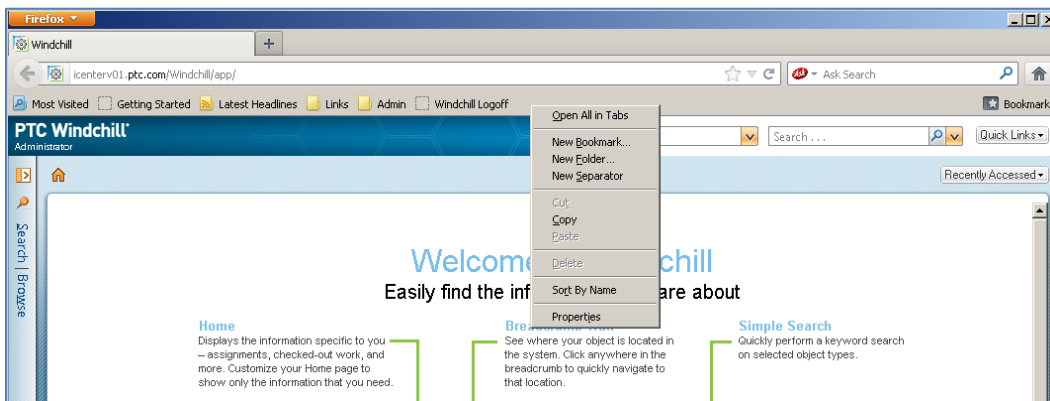 Firefox
Windchill
icenterv01.ptc.com/Windchill/app/
Ask Search
Most Visited Getting Started Latest Headlines Links Admin Windchill Logoff
Bookmark
PTC Windchill
Administrator
Search . . .
Quick Links
Recently Accessed
Search | Browse
Open All in Tabs
New Bookmark...
New Folder...
New Separator
Cut
Copy
Paste
Delete
Sort By Name
Properties
Welcome chill
Easily find the inf are about
Home
Displays the information specific to you
– assignments, checked-out work, and
more. Customize your Home page to
show only the information that you need.
See where your object is located in
the system. Click anywhere in the
breadcrumb to quickly navigate to
that location.
Simple Search
Quickly perform a keyword search
on selected object types.